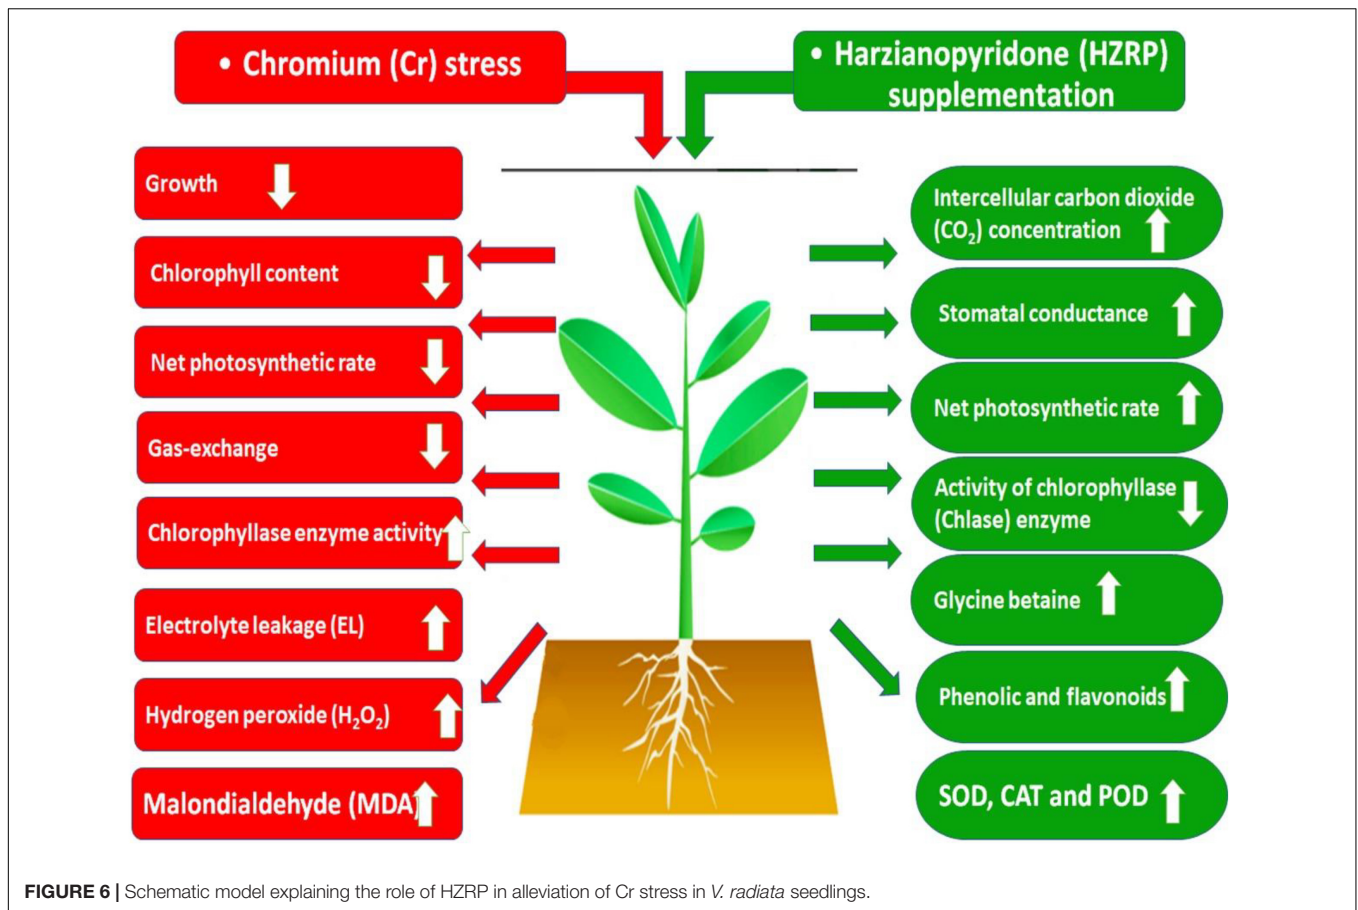 • Chromium (Cr) stress
• Harzianopyridone (HZRP)
supplementation
Growth
Chlorophyll content
Net photosynthetic rate
Gas-exchange
Chlorophyllase enzyme activity
Electrolyte leakage (EL)
Hydrogen peroxide (H₂O₂)
Malondialdehyde (MDA)
Intercellular carbon dioxide
(CO₂) concentration
Stomatal conductance
Net photosynthetic rate
Activity of chlorophyllase
(Chlase) enzyme
Glycine betaine
Phenolic and flavonoids
SOD, CAT and POD
FIGURE 6 | Schematic model explaining the role of HZRP in alleviation of Cr stress in V. radiata seedlings.